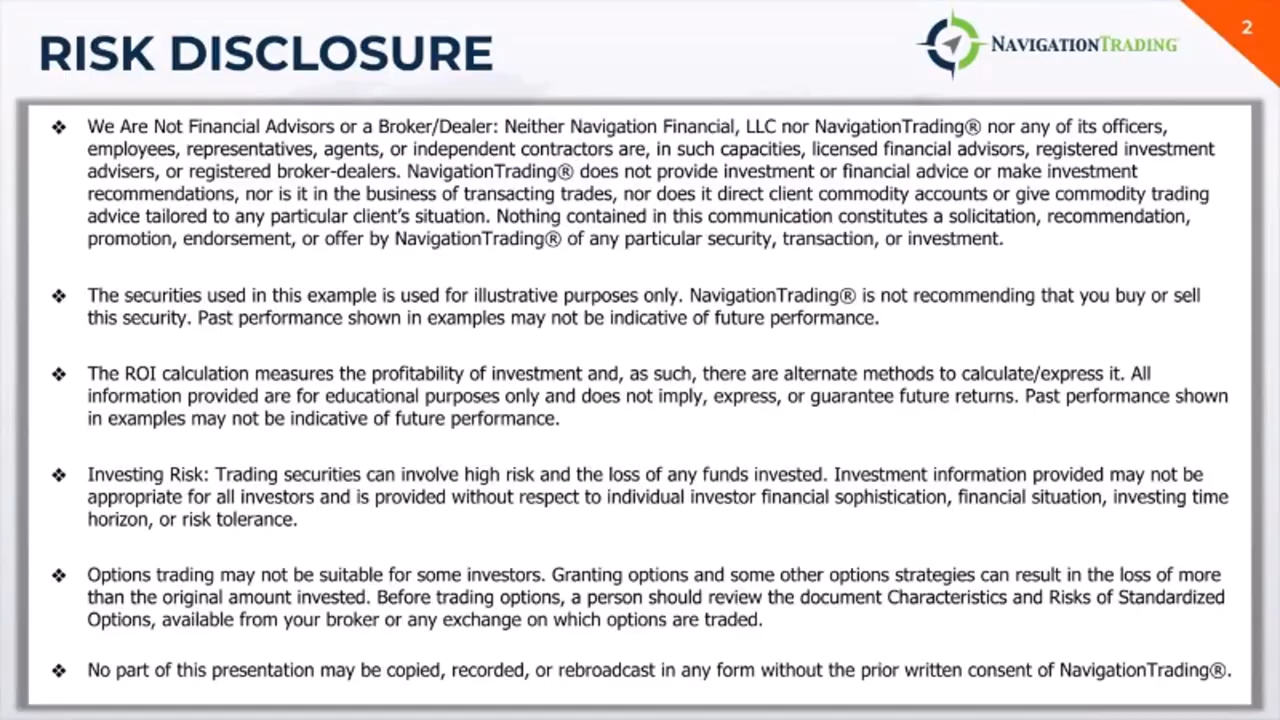 RISK DISCLOSURE
NAVIGATIONTRADING®
2
❖ We Are Not Financial Advisors or a Broker/Dealer: Neither Navigation Financial, LLC nor NavigationTrading® nor any of its officers,
employees, representatives, agents, or independent contractors are, in such capacities, licensed financial advisors, registered investment
advisers, or registered broker-dealers. NavigationTrading® does not provide investment or financial advice or make investment
recommendations, nor is it in the business of transacting trades, nor does it direct client commodity accounts or give commodity trading
advice tailored to any particular client's situation. Nothing contained in this communication constitutes a solicitation, recommendation,
promotion, endorsement, or offer by NavigationTrading® of any particular security, transaction, or investment.
❖ The securities used in this example is used for illustrative purposes only. NavigationTrading® is not recommending that you buy or sell
this security. Past performance shown in examples may not be indicative of future performance.
❖ The ROI calculation measures the profitability of investment and, as such, there are alternate methods to calculate/express it. All
information provided are for educational purposes only and does not imply, express, or guarantee future returns. Past performance shown
in examples may not be indicative of future performance.
❖ Investing Risk: Trading securities can involve high risk and the loss of any funds invested. Investment information provided may not be
appropriate for all investors and is provided without respect to individual investor financial sophistication, financial situation, investing time
horizon, or risk tolerance.
❖ Options trading may not be suitable for some investors. Granting options and some other options strategies can result in the loss of more
than the original amount invested. Before trading options, a person should review the document Characteristics and Risks of Standardized
Options, available from your broker or any exchange on which options are traded.
❖ No part of this presentation may be copied, recorded, or rebroadcast in any form without the prior written consent of NavigationTrading®.